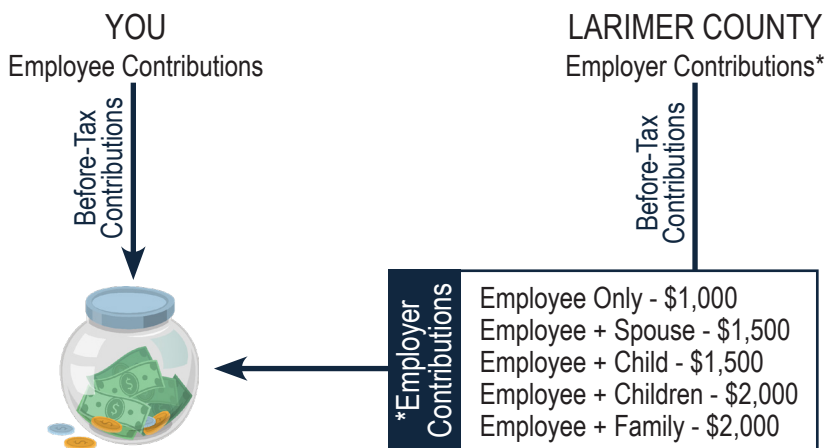 YOU
Employee Contributions
Before-Tax
Contributions
LARIMER COUNTY
Employer Contributions*
Before-Tax
Contributions
*Employer
Contributions
Employee Only - $1,000
Employee + Spouse - $1,500
Employee + Child - $1,500
Employee + Children - $2,000
Employee + Family - $2,000